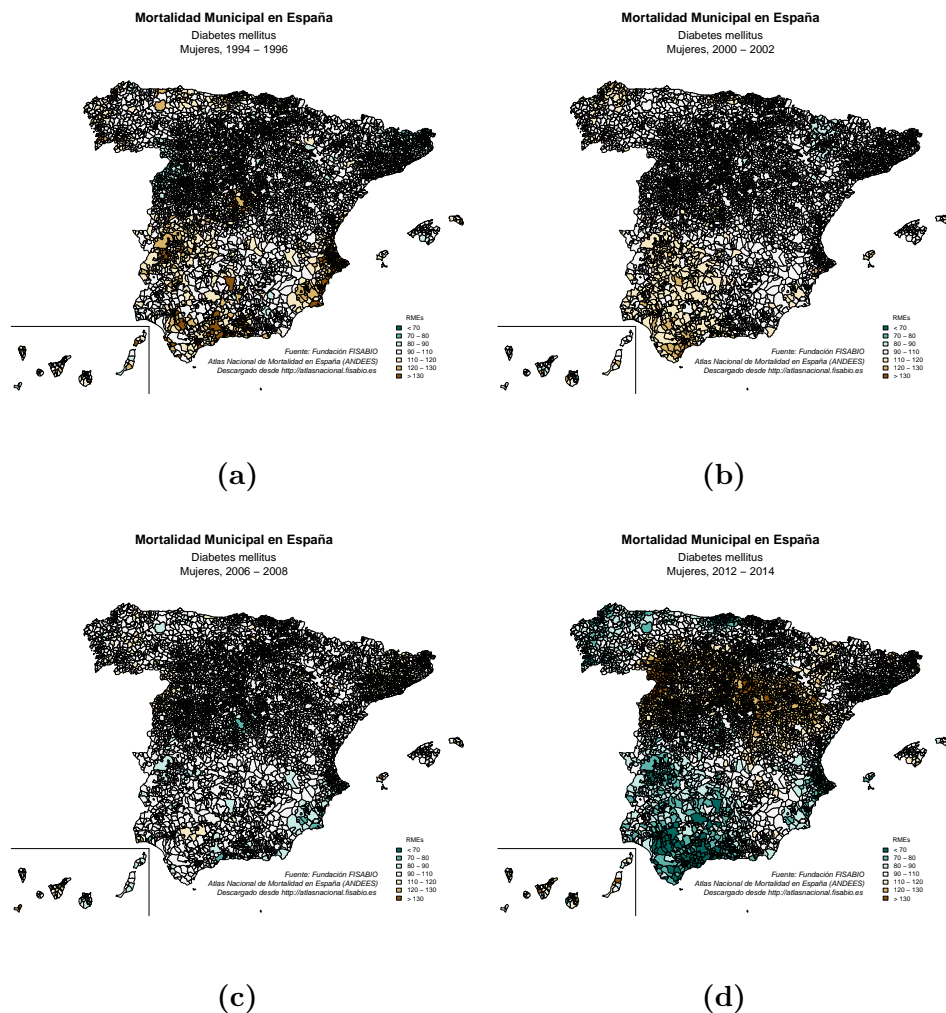 Mortalidad Municipal en España
Diabetes mellitus
Mujeres, 1994 – 1996
RMEs
< 70
70 – 80
80 – 90
90 – 110
110 – 120
120 – 130
> 130
Fuente: Fundación FISABIO
Atlas Nacional de Mortalidad en España (ANDEES)
Descargado desde http://atlasnacional.fisabio.es
(a)
Mortalidad Municipal en España
Diabetes mellitus
Mujeres, 2000 – 2002
RMEs
< 70
70 – 80
80 – 90
90 – 110
110 – 120
120 – 130
> 130
Fuente: Fundación FISABIO
Atlas Nacional de Mortalidad en España (ANDEES)
Descargado desde http://atlasnacional.fisabio.es
(b)
Mortalidad Municipal en España
Diabetes mellitus
Mujeres, 2006 – 2008
RMEs
< 70
70 – 80
80 – 90
90 – 110
110 – 120
120 – 130
> 130
Fuente: Fundación FISABIO
Atlas Nacional de Mortalidad en España (ANDEES)
Descargado desde http://atlasnacional.fisabio.es
(c)
Mortalidad Municipal en España
Diabetes mellitus
Mujeres, 2012 – 2014
RMEs
< 70
70 – 80
80 – 90
90 – 110
110 – 120
120 – 130
> 130
Fuente: Fundación FISABIO
Atlas Nacional de Mortalidad en España (ANDEES)
Descargado desde http://atlasnacional.fisabio.es
(d)